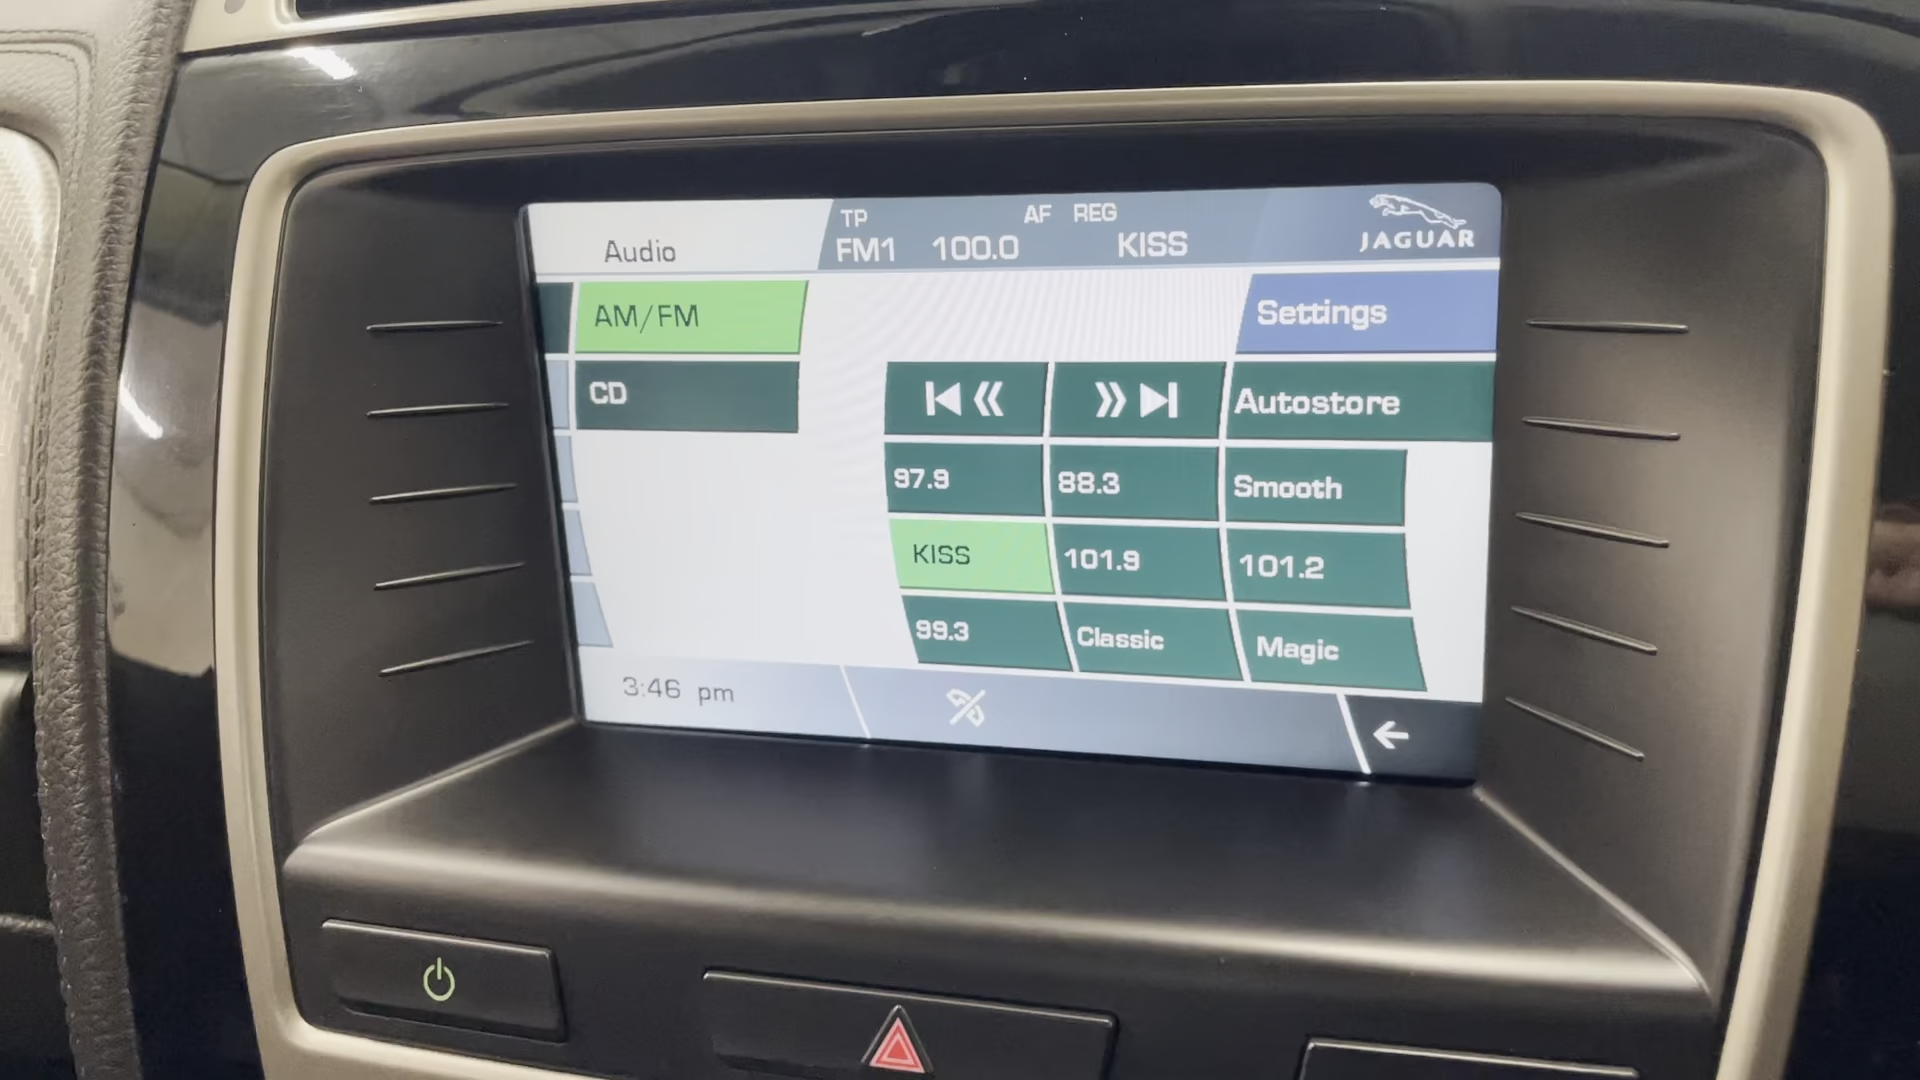 TP AF REG
Audio FM1 100.0 KISS JAGUAR
AM/FM Settings
CD Autostore
97.9 88.3 Smooth
KISS 101.9 101.2
99.3 Classic Magic
3:46 pm